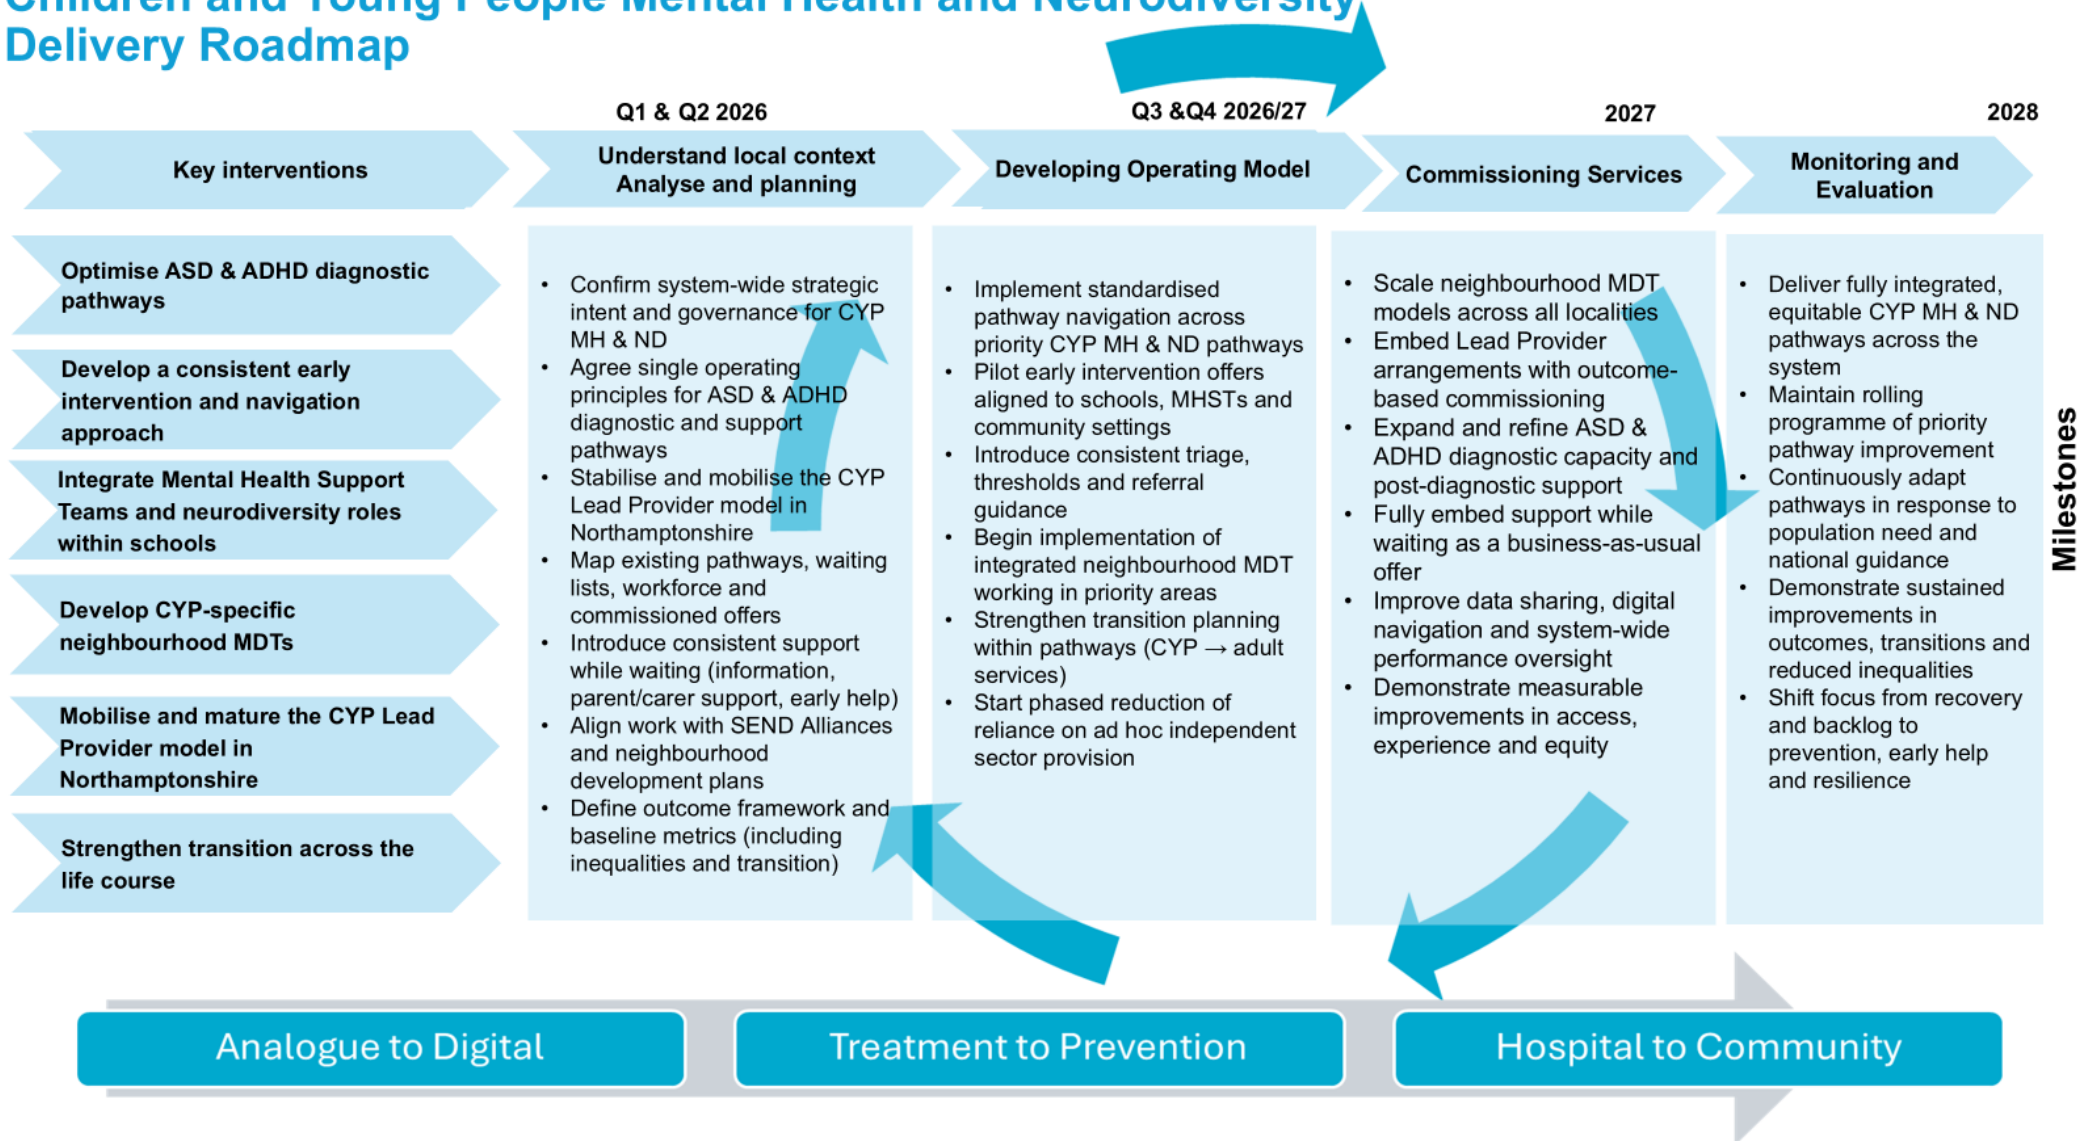 Children and Young People Mental Health and Neurodiversity
Delivery Roadmap
Q1 & Q2 2026
Q3 &Q4 2026/27
2027
2028
Key interventions
Understand local context
Analyse and planning
Developing Operating Model
Commissioning Services
Monitoring and
Evaluation
Optimise ASD & ADHD diagnostic
pathways
Develop a consistent early
intervention and navigation
approach
Integrate Mental Health Support
Teams and neurodiversity roles
within schools
Develop CYP-specific
neighbourhood MDTs
Mobilise and mature the CYP Lead
Provider model in
Northamptonshire
Strengthen transition across the
life course
• Confirm system-wide strategic
intent and governance for CYP
MH & ND
• Agree single operating
principles for ASD & ADHD
diagnostic and support
pathways
• Stabilise and mobilise the CYP
Lead Provider model in
Northamptonshire
• Map existing pathways, waiting
lists, workforce and
commissioned offers
• Introduce consistent support
while waiting (information,
parent/carer support, early help)
• Align work with SEND Alliances
and neighbourhood
development plans
• Define outcome framework and
baseline metrics (including
inequalities and transition)
• Implement standardised
pathway navigation across
priority CYP MH & ND pathways
• Pilot early intervention offers
aligned to schools, MHSTs and
community settings
• Introduce consistent triage,
thresholds and referral
guidance
• Begin implementation of
integrated neighbourhood MDT
working in priority areas
• Strengthen transition planning
within pathways (CYP → adult
services)
• Start phased reduction of
reliance on ad hoc independent
sector provision
• Scale neighbourhood MDT
models across all localities
• Embed Lead Provider
arrangements with outcome-
based commissioning
• Expand and refine ASD &
ADHD diagnostic capacity and
post-diagnostic support
• Fully embed support while
waiting as a business-as-usual
offer
• Improve data sharing, digital
navigation and system-wide
performance oversight
• Demonstrate measurable
improvements in access,
experience and equity
• Deliver fully integrated,
equitable CYP MH & ND
pathways across the
system
• Maintain rolling
programme of priority
pathway improvement
• Continuously adapt
pathways in response to
population need and
national guidance
• Demonstrate sustained
improvements in
outcomes, transitions and
reduced inequalities
• Shift focus from recovery
and backlog to
prevention, early help
and resilience
Milestones
Analogue to Digital
Treatment to Prevention
Hospital to Community